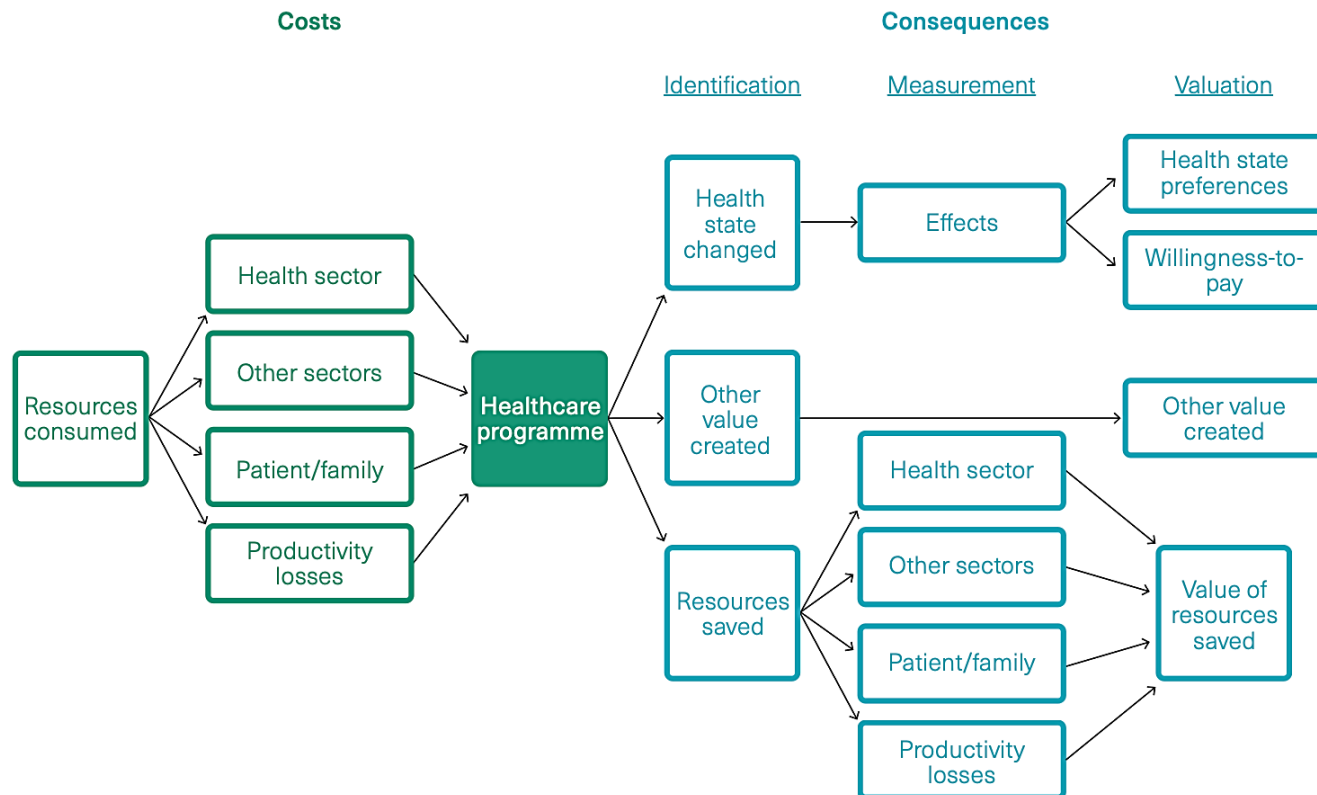 Costs
Consequences
Identification
Measurement
Valuation
Resources
consumed
Health sector
Other sectors
Patient/family
Productivity
losses
Healthcare
programme
Health
state
changed
Effects
Health state
preferences
Willingness-to-
pay
Other
value
created
Other value
created
Resources
saved
Health sector
Other sectors
Patient/family
Productivity
losses
Value of
resources
saved